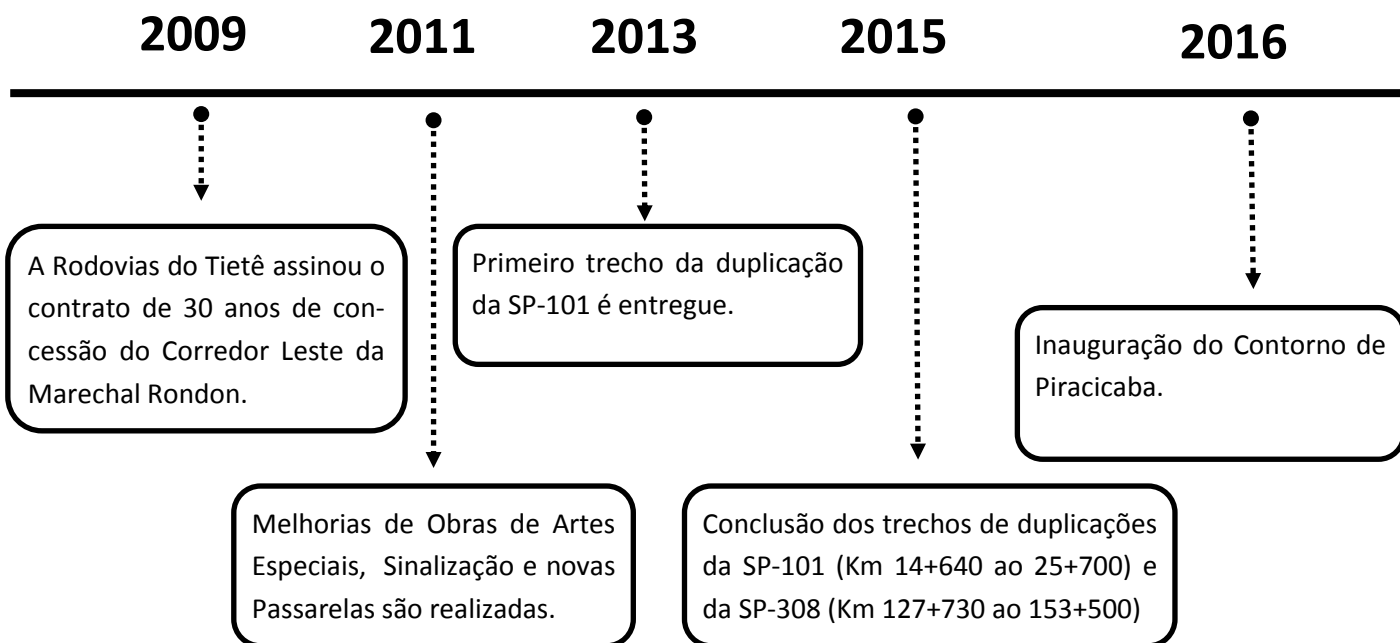 2009
2011
2013
2015
2016
A Rodovias do Tietê assinou o
contrato de 30 anos de con-
cessão do Corredor Leste da
Marechal Rondon.
Primeiro trecho da duplicação
da SP-101 é entregue.
Inauguração do Contorno de
Piracicaba.
Melhorias de Obras de Artes
Especiais, Sinalização e novas
Passarelas são realizadas.
Conclusão dos trechos de duplicações
da SP-101 (Km 14+640 ao 25+700) e
da SP-308 (Km 127+730 ao 153+500)